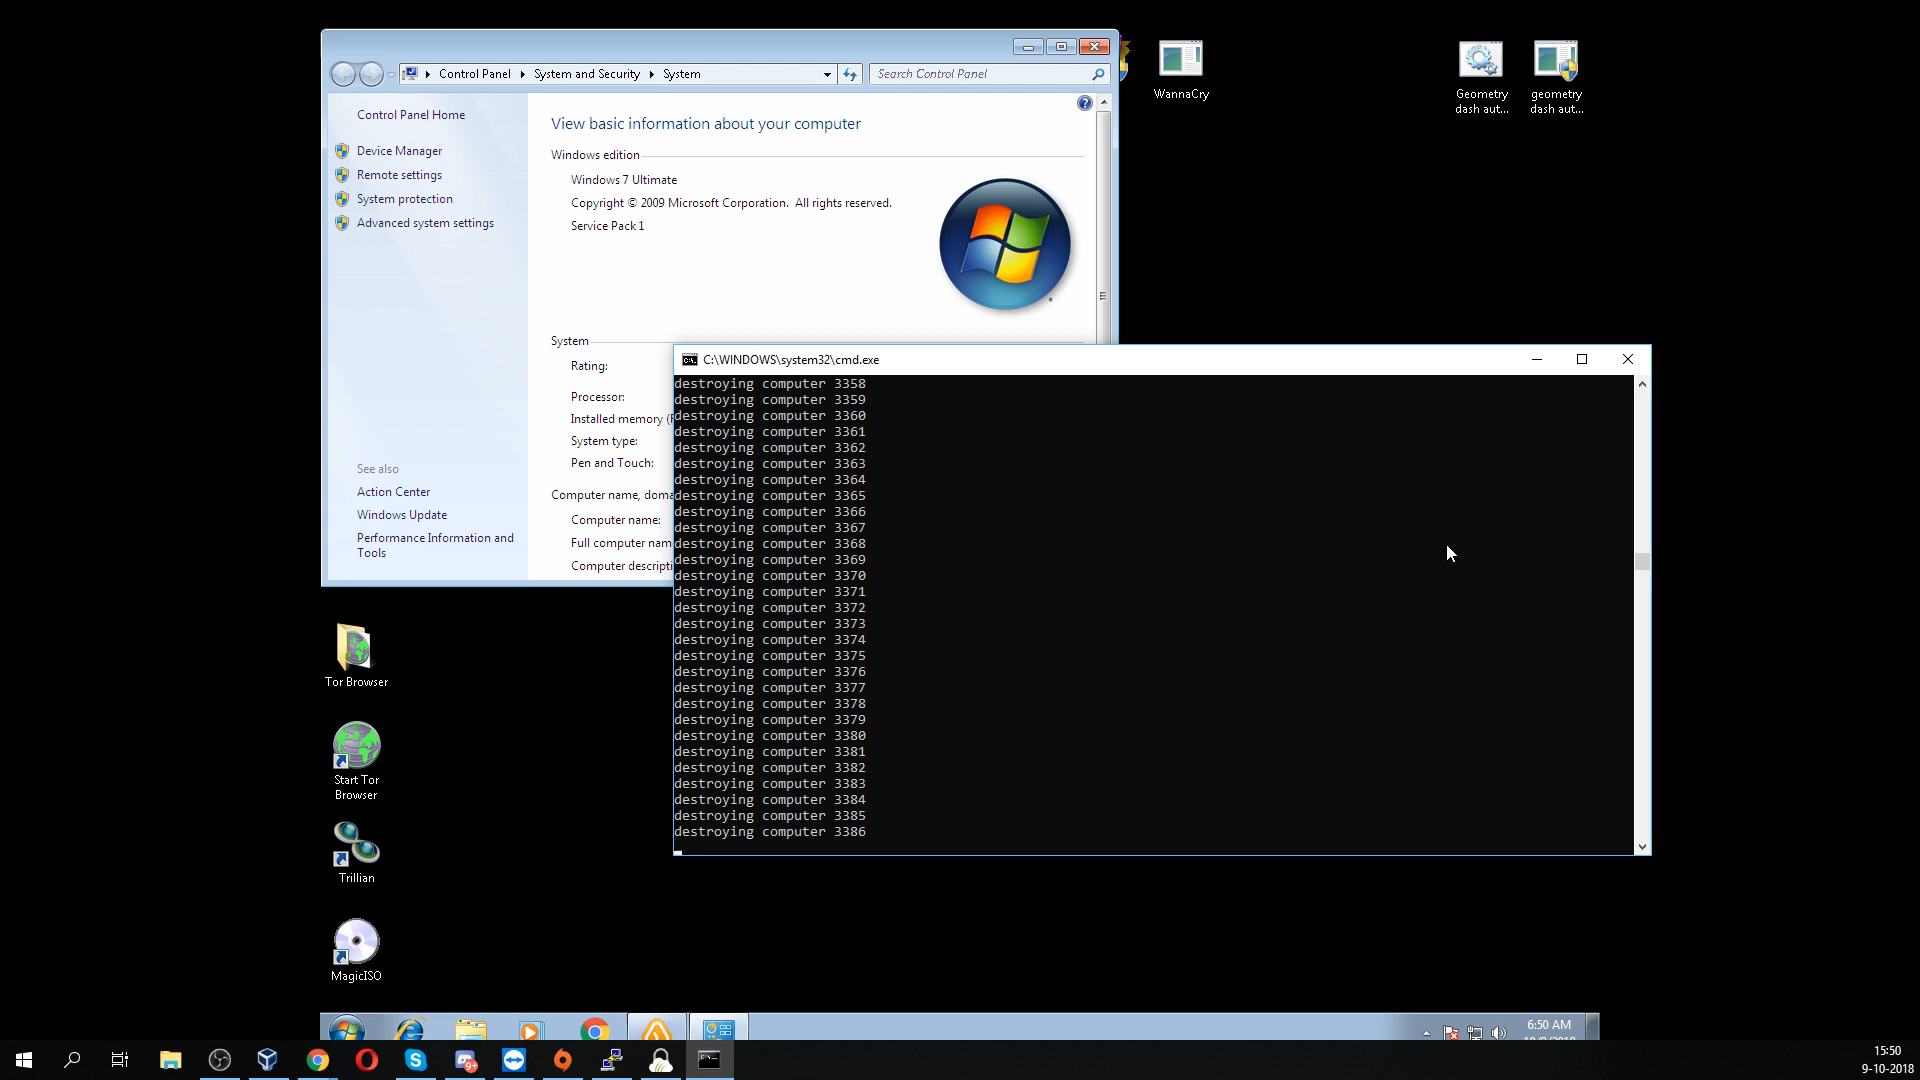 Control Panel
System and Security
System
Search Control Panel
Control Panel Home
Device Manager
Remote settings
System protection
Advanced system settings
See also
Action Center
Windows Update
Performance Information and
Tools
View basic information about your computer
Windows edition
Windows 7 Ultimate
Copyright © 2009 Microsoft Corporation.  All rights reserved.
Service Pack 1
System
Rating:
Processor:
Installed memory (
System type:
Pen and Touch:
Computer name,
Computer name:
Full computer
Computer
WannaCry
Geometry
dash aut...
geometry
dash aut...
C:\WINDOWS\system32\cmd.exe
destroying computer 3358
destroying computer 3359
destroying computer 3360
destroying computer 3361
destroying computer 3362
destroying computer 3363
destroying computer 3364
destroying computer 3365
destroying computer 3366
destroying computer 3367
destroying computer 3368
destroying computer 3369
destroying computer 3370
destroying computer 3371
destroying computer 3372
destroying computer 3373
destroying computer 3374
destroying computer 3375
destroying computer 3376
destroying computer 3377
destroying computer 3378
destroying computer 3379
destroying computer 3380
destroying computer 3381
destroying computer 3382
destroying computer 3383
destroying computer 3384
destroying computer 3385
destroying computer 3386
Tor Browser
Start Tor
Browser
Trillian
MagicISO
6:50 AM
9+
15:50
9-10-2018